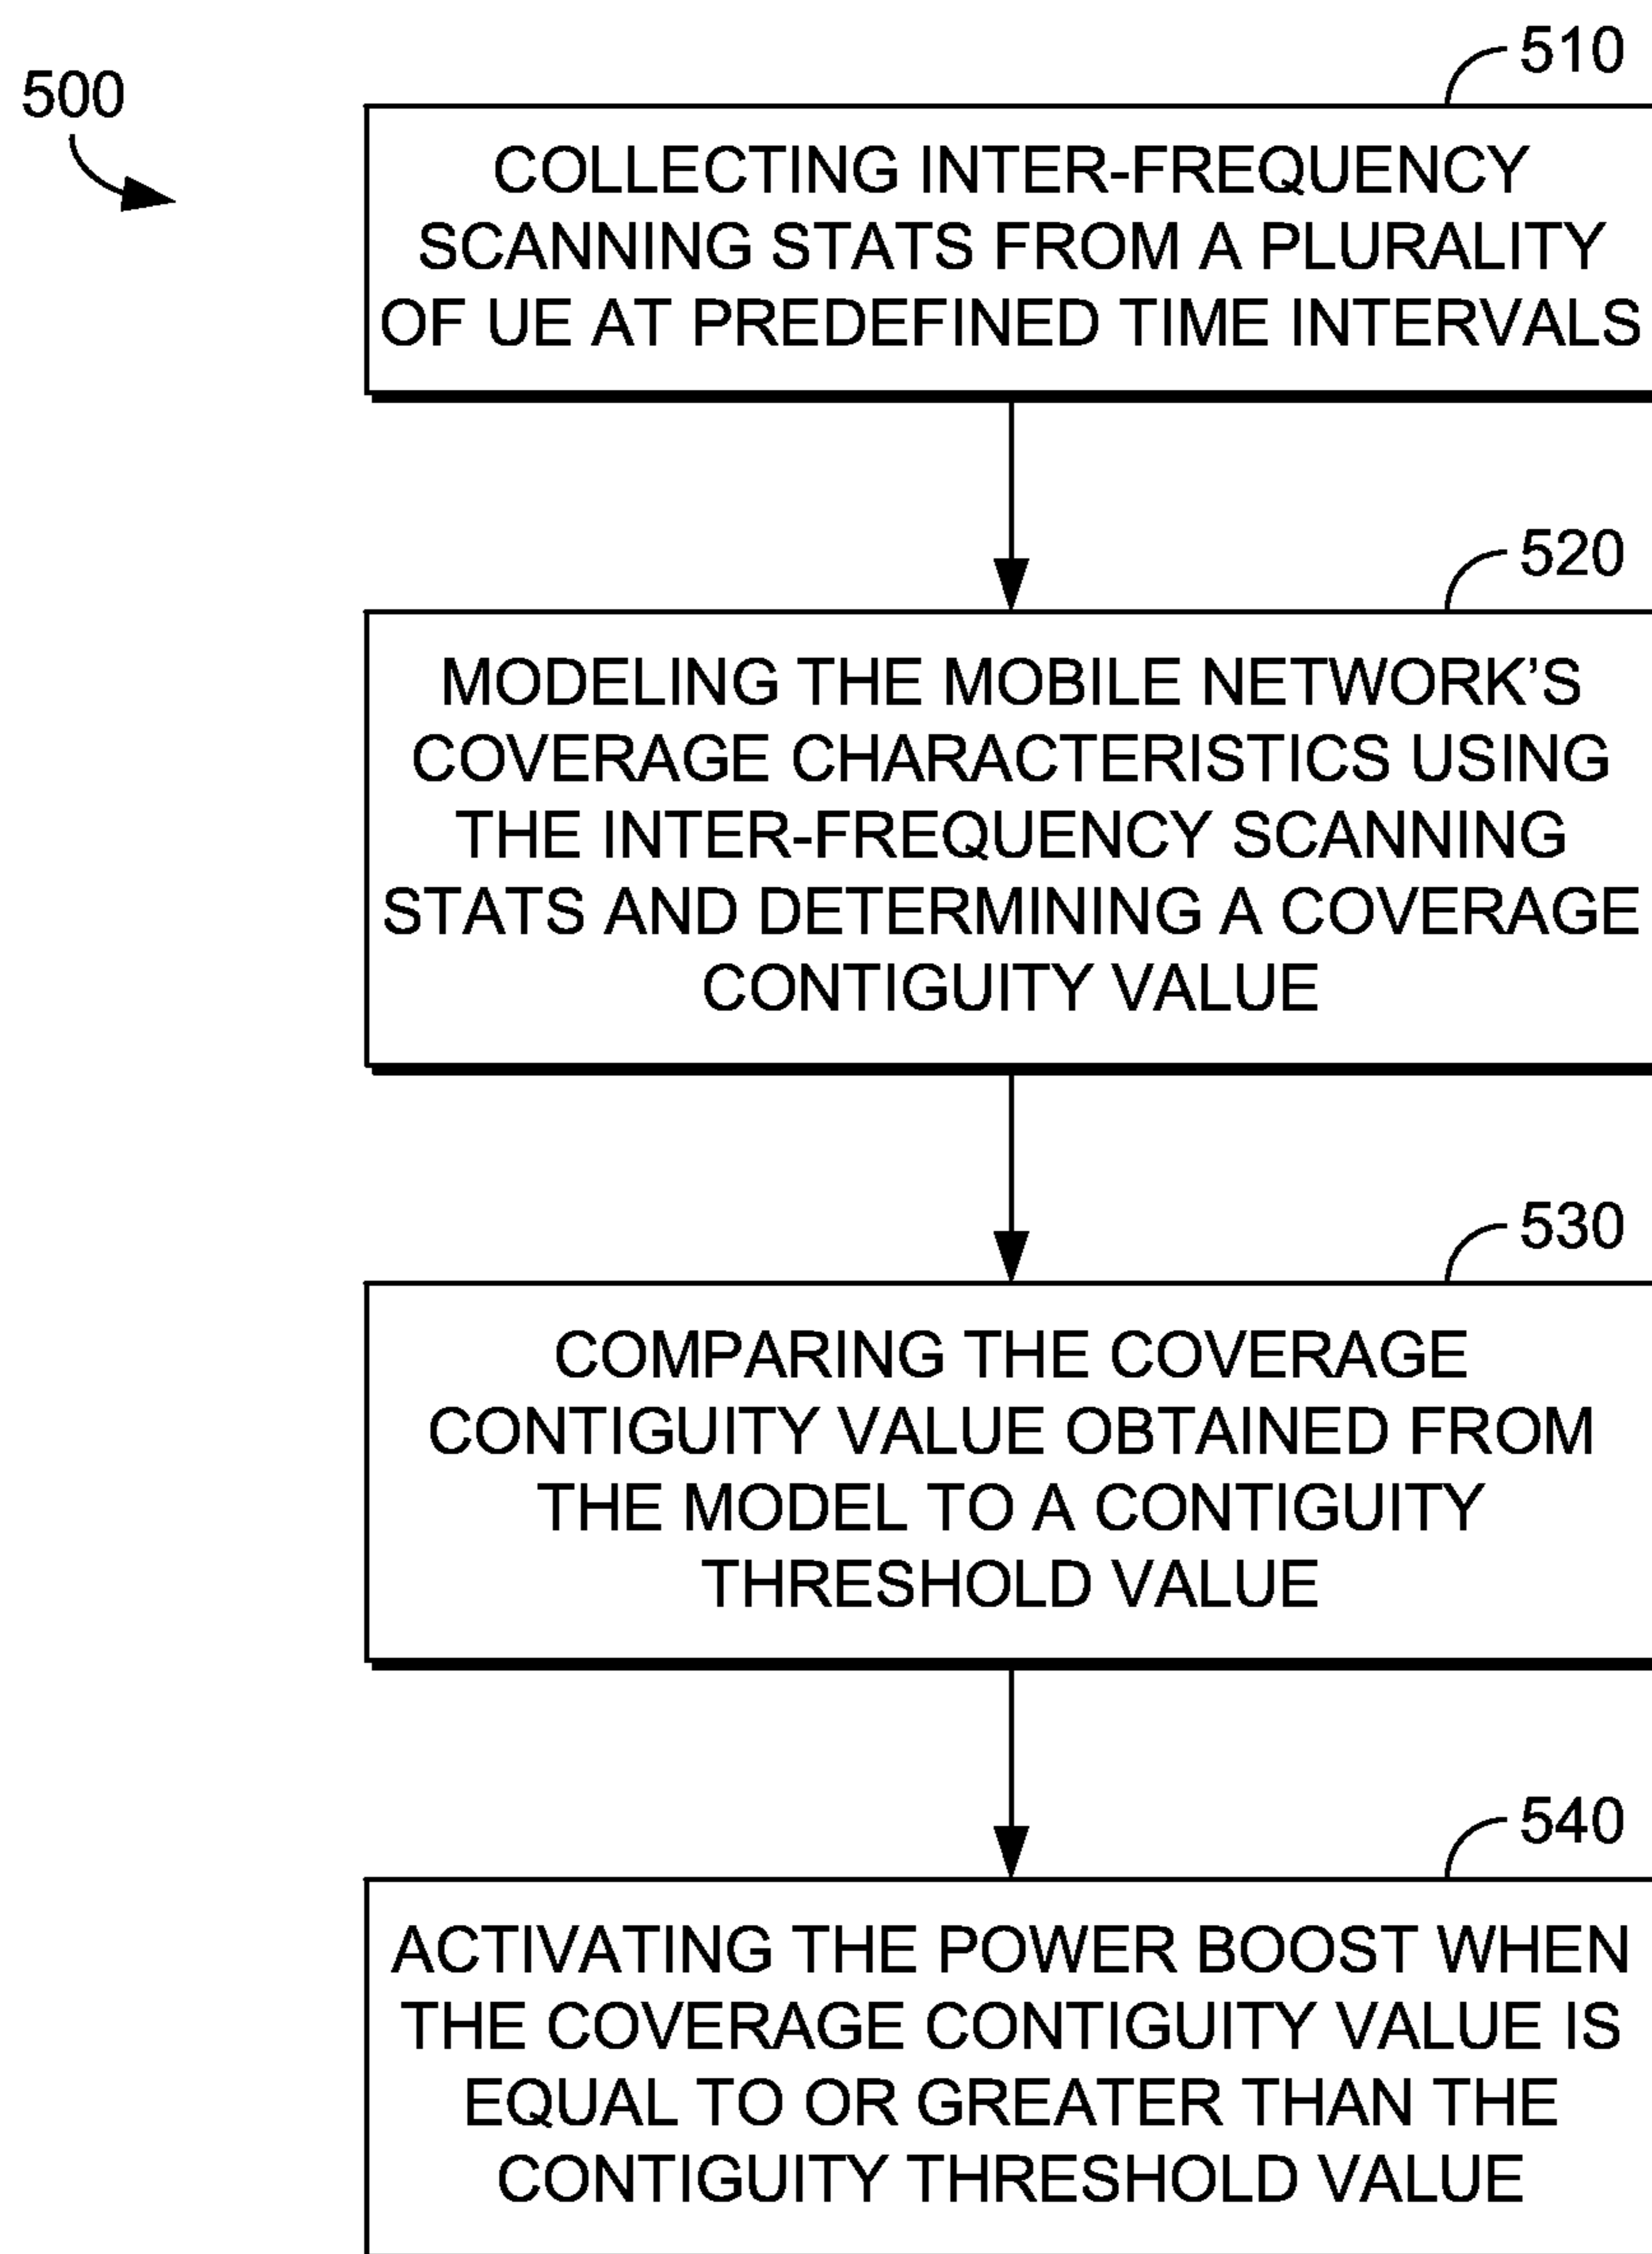 500
510
COLLECTING INTER-FREQUENCY
SCANNING STATS FROM A PLURALITY
OF UE AT PREDEFINED TIME INTERVALS
520
MODELING THE MOBILE NETWORK'S
COVERAGE CHARACTERISTICS USING
THE INTER-FREQUENCY SCANNING
STATS AND DETERMINING A COVERAGE
CONTIGUITY VALUE
530
COMPARING THE COVERAGE
CONTIGUITY VALUE OBTAINED FROM
THE MODEL TO A CONTIGUITY
THRESHOLD VALUE
540
ACTIVATING THE POWER BOOST WHEN
THE COVERAGE CONTIGUITY VALUE IS
EQUAL TO OR GREATER THAN THE
CONTIGUITY THRESHOLD VALUE